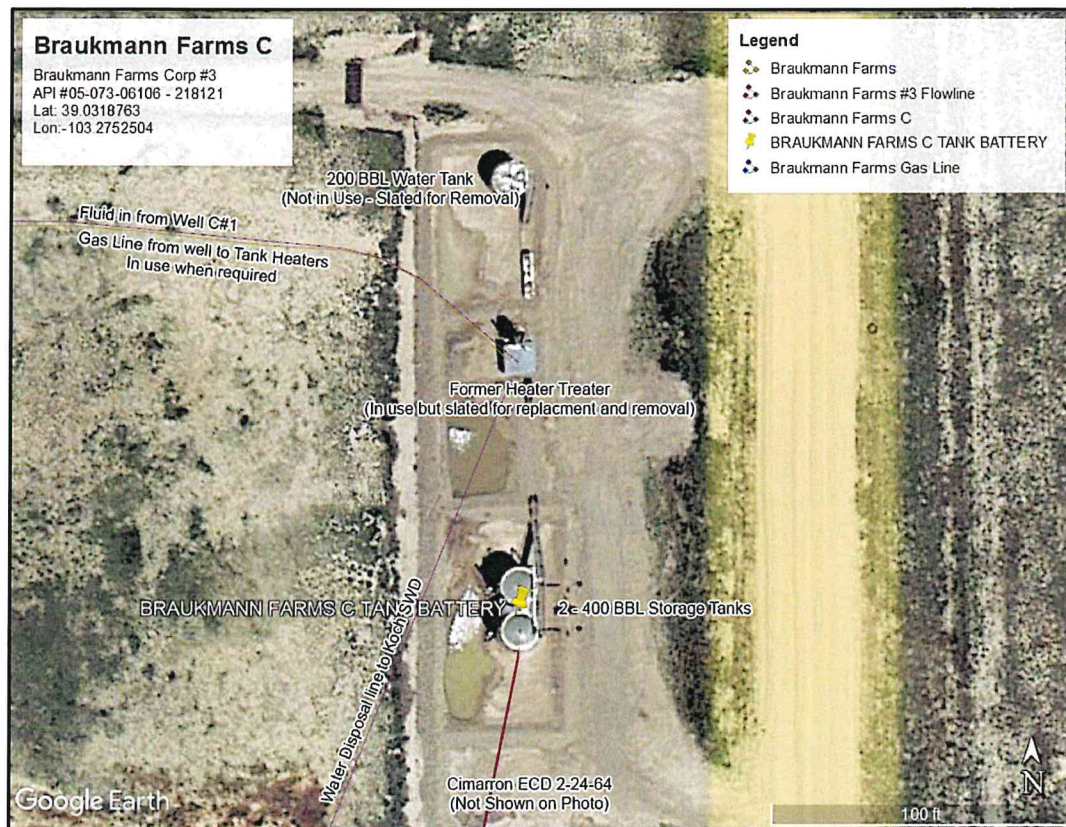 Braukmann Farms C
Braukmann Farms Corp #3
API #05-073-06106 - 218121
Lat: 39.0318763
Lon:-103.2752504
Legend
Braukmann Farms
Braukmann Farms #3 Flowline
Braukmann Farms C
BRAUKMANN FARMS C TANK BATTERY
Braukmann Farms Gas Line
200 BBL Water Tank
(Not in Use - Slated for Removal)
Fluid in from Well C#1
Gas Line from well to Tank Heaters
In use when required
Former Heater Treater
(In use but slated for replacment and removal)
BRAUKMANN FARMS C TANK BATTERY
2 - 400 BBL Storage Tanks
Water Disposal line to Koch SWD
Cimarron ECD 2-24-64
(Not Shown on Photo)
Google Earth
N
100 ft